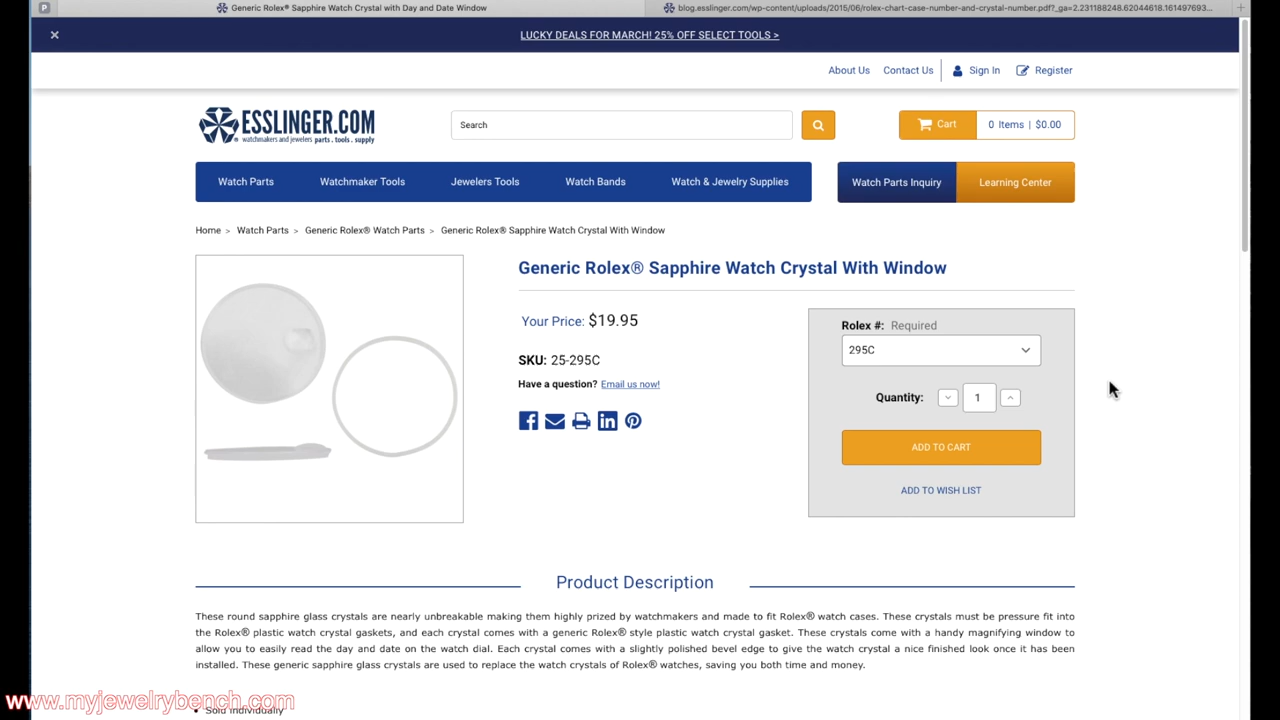 Generic Rolex® Sapphire Watch Crystal with Day and Date Window
blog.esslinger.com/wp-content/uploads/2015/06/rolex-chart-case-number-and-crystal-number.pdf?_ga=2.231188248.62044618.161497693...
LUCKY DEALS FOR MARCH! 25% OFF SELECT TOOLS >
About Us Contact Us Sign In Register
ESSLINGER.COM
watchmakers and jewelers parts . tools . supply
Search
Cart 0 Items | $0.00
Watch Parts Watchmaker Tools Jewelers Tools Watch Bands Watch & Jewelry Supplies Watch Parts Inquiry Learning Center
Home > Watch Parts > Generic Rolex® Watch Parts > Generic Rolex® Sapphire Watch Crystal With Window
Generic Rolex® Sapphire Watch Crystal With Window
Your Price: $19.95
SKU: 25-295C
Have a question? Email us now!
Rolex #: Required
295C
Quantity: 1
ADD TO CART
ADD TO WISH LIST
Product Description
These round sapphire glass crystals are nearly unbreakable making them highly prized by watchmakers and made to fit Rolex® watch cases. These crystals must be pressure fit into
the Rolex® plastic watch crystal gaskets, and each crystal comes with a generic Rolex® style plastic watch crystal gasket. These crystals come with a handy magnifying window to
allow you to easily read the day and date on the watch dial. Each crystal comes with a slightly polished bevel edge to give the watch crystal a nice finished look once it has been
installed. These generic sapphire glass crystals are used to replace the watch crystals of Rolex® watches, saving you both time and money.
www.myjewelrybench.com
• Sold Individually